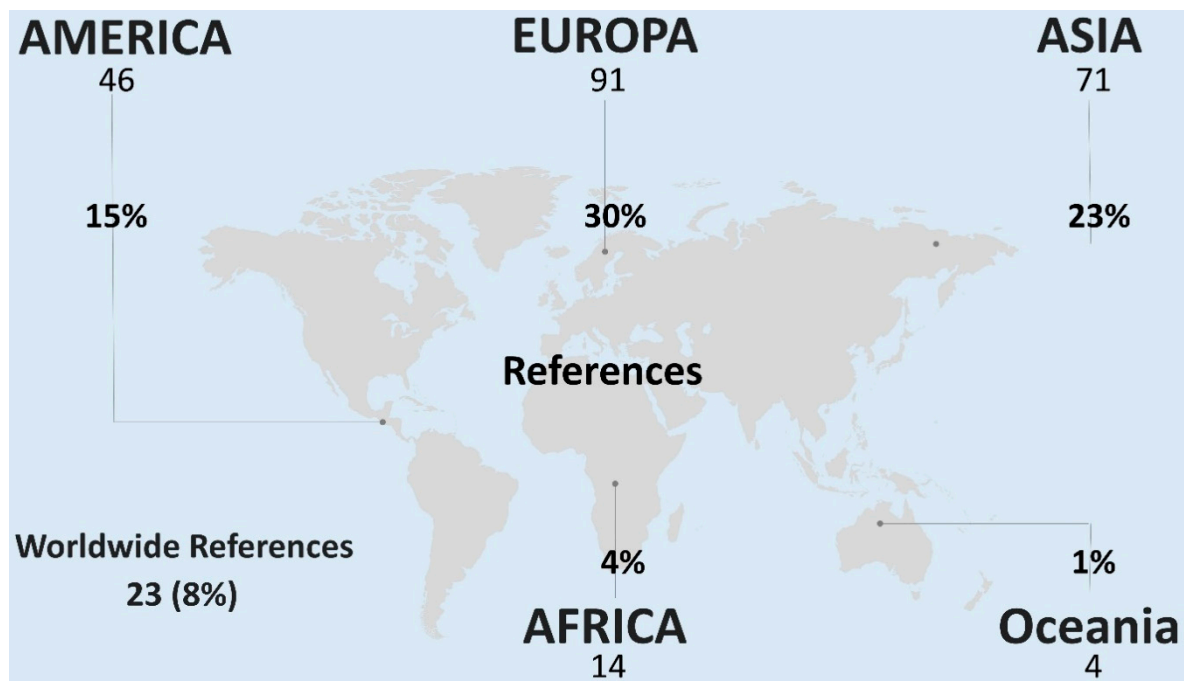 AMERICA
46
15%
EUROPA
91
30%
ASIA
71
23%
References
Worldwide References
23 (8%)
4%
AFRICA
14
1%
Oceania
4